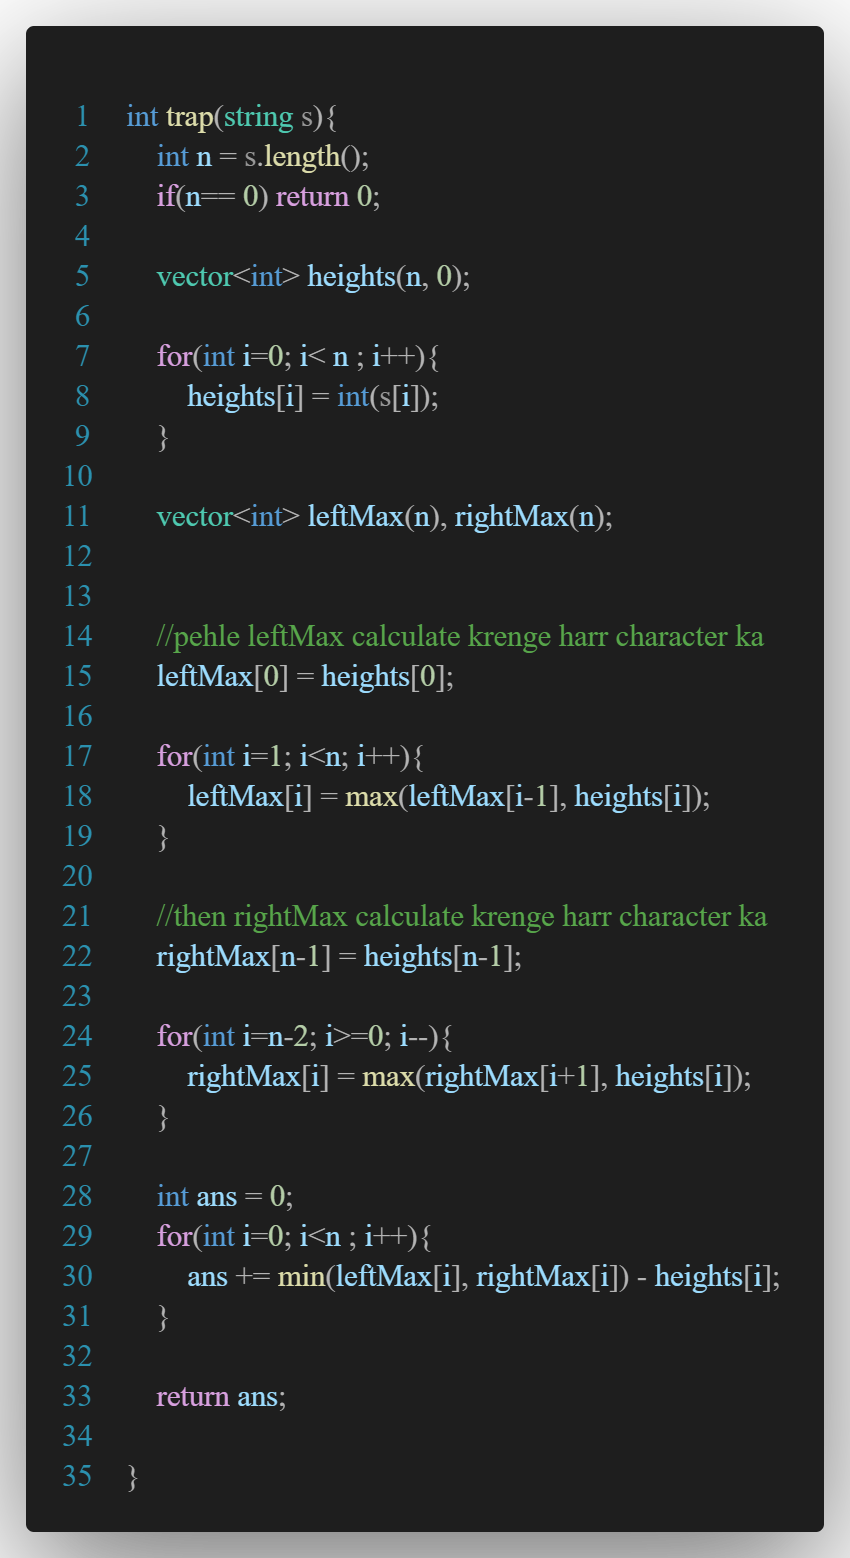 1 int trap(string s){
2 int n = s.length();
3 if(n== 0) return 0;
4
5 vector<int> heights(n, 0);
6
7 for(int i=0; i< n ; i++){
8 heights[i] = int(s[i]);
9 }
10
11 vector<int> leftMax(n), rightMax(n);
12
13
14 //pehle leftMax calculate krenge harr character ka
15 leftMax[0] = heights[0];
16
17 for(int i=1; i<n; i++){
18 leftMax[i] = max(leftMax[i-1], heights[i]);
19 }
20
21 //then rightMax calculate krenge harr character ka
22 rightMax[n-1] = heights[n-1];
23
24 for(int i=n-2; i>=0; i--){
25 rightMax[i] = max(rightMax[i+1], heights[i]);
26 }
27
28 int ans = 0;
29 for(int i=0; i<n ; i++){
30 ans += min(leftMax[i], rightMax[i]) - heights[i];
31 }
32
33 return ans;
34
35 }